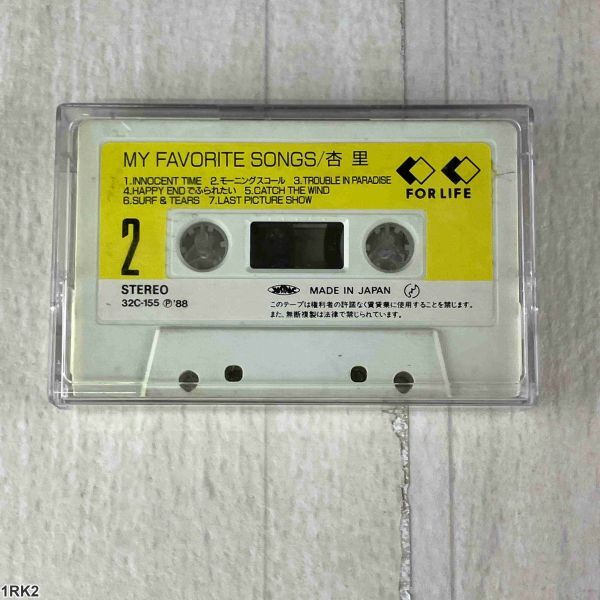 MY FAVORITE SONGS/杏 里
1.INNOCENT TIME 2.モーニングスコール 3.TROUBLE IN PARADISE
4.HAPPY ENDでふられたい 5.CATCH THE WIND
6.SURF & TEARS 7.LAST PICTURE SHOW
FOR LIFE
2
STEREO
32C-155 Ⓟ'88
MADE IN JAPAN
このテープは権利者の許諾なく賃貸業に使用することを禁じます。
また、無断複製は法律で禁じられています。
1RK2